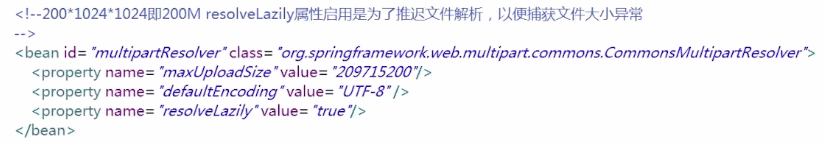 <!--200*1024*1024即200M resolveLazily属性启用是为了推迟文件解析，以便捕获文件大小异常
-->
<bean id="multipartResolver" class="org.springframework.web.multipart.commons.CommonsMultipartResolver">
<property name="maxUploadSize" value="209715200"/>
<property name="defaultEncoding" value="UTF-8" />
<property name="resolveLazily" value="true"/>
</bean>